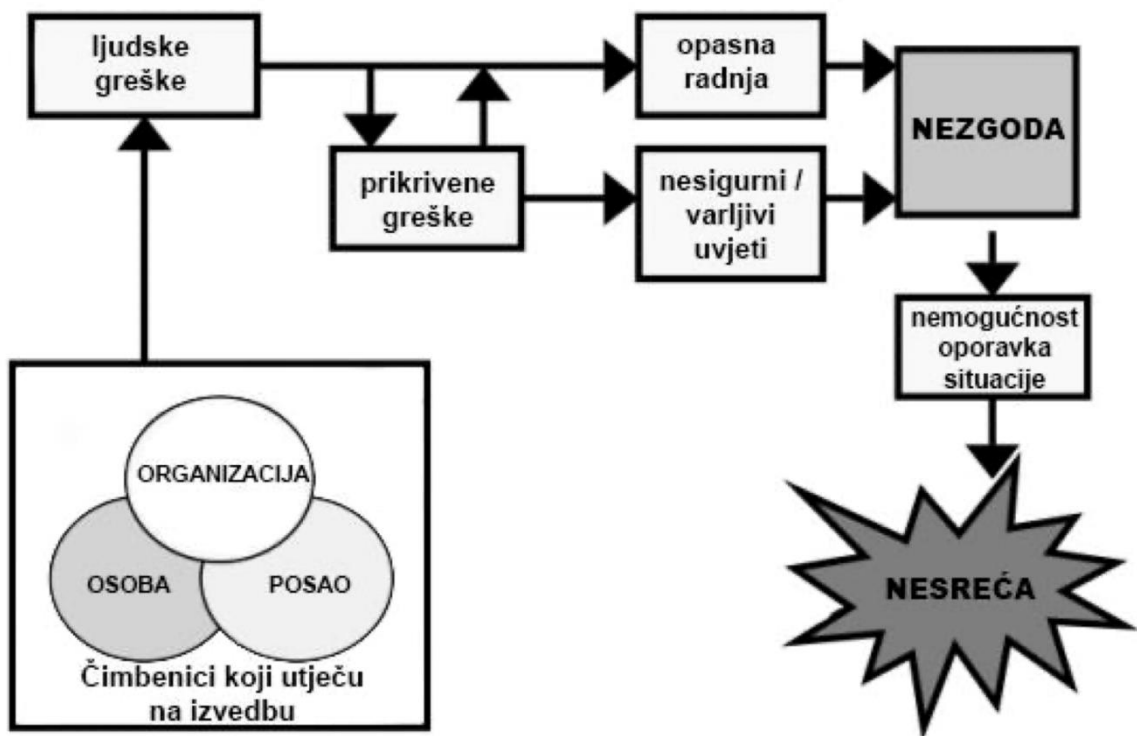 ljudske
greške
opasna
radnja
NEZGODA
prikrivene
greške
nesigurni /
varljivi
uvjeti
nemogućnost
oporavka
situacije
ORGANIZACIJA
OSOBA
POSAO
Čimbenici koji utječu
na izvedbu
NESREĆA